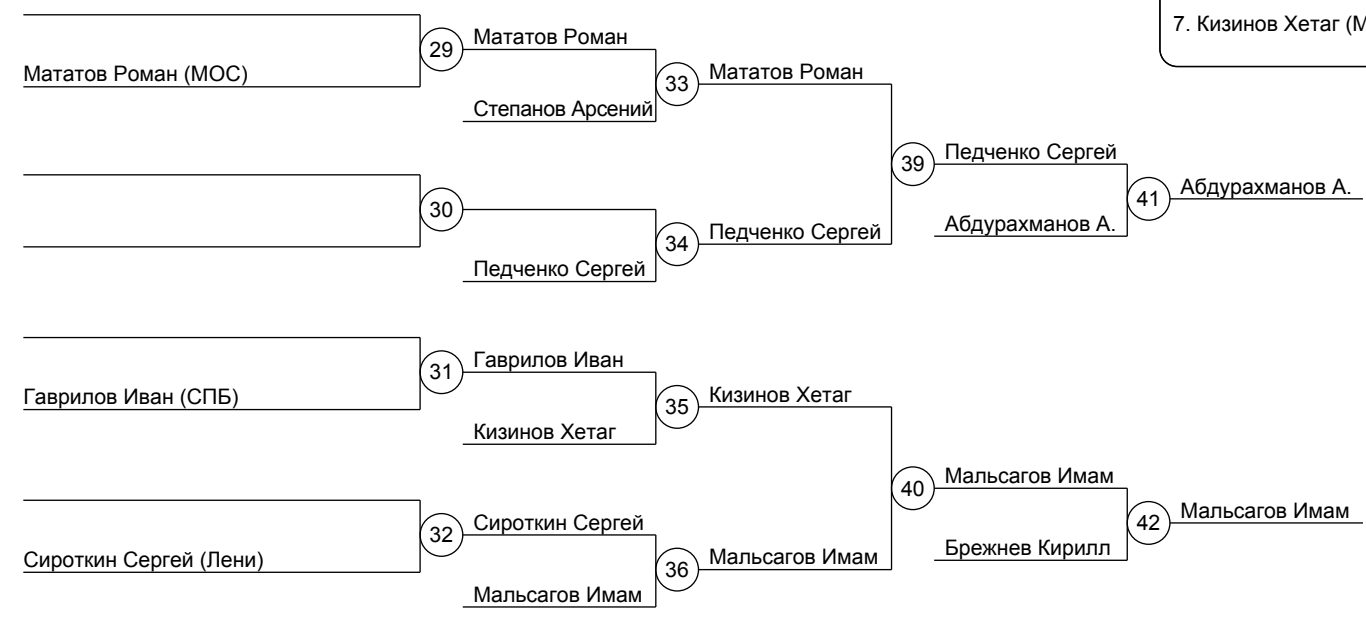 7. Кизинов Хетаг (М
29
Мататов Роман
Мататов Роман (МОС)
33
Мататов Роман
Степанов Арсений
39
Педченко Сергей
41
Абдурахманов А.
30
Абдурахманов А.
34
Педченко Сергей
Педченко Сергей
31
Гаврилов Иван
Гаврилов Иван (СПБ)
35
Кизинов Хетаг
Кизинов Хетаг
40
Мальсагов Имам
42
Мальсагов Имам
32
Сироткин Сергей
Брежнев Кирилл
Сироткин Сергей (Лени)
36
Мальсагов Имам
Мальсагов Имам